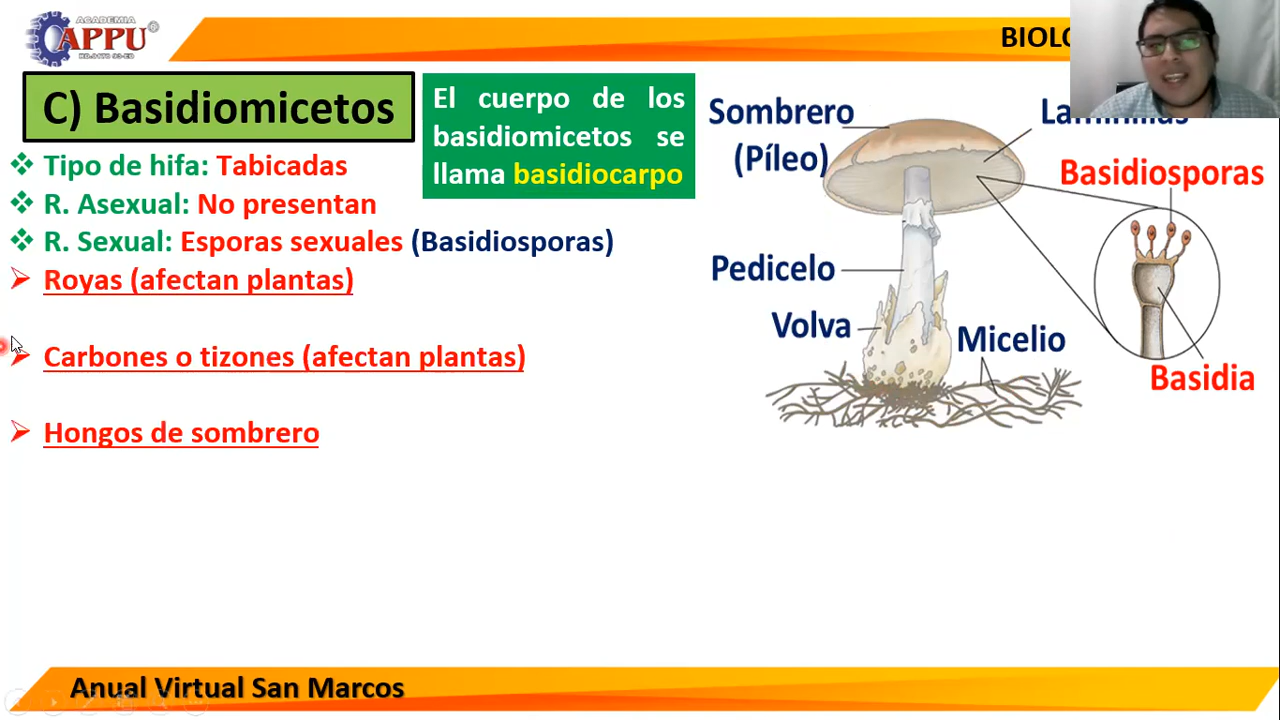 ACADEMIA
APPU
C) Basidiomicetos
Tipo de hifa: Tabicadas
R. Asexual: No presentan
R. Sexual: Esporas sexuales (Basidiosporas)
Royas (afectan plantas)
Carbones o tizones (afectan plantas)
Hongos de sombrero
El cuerpo de los
basidiomicetos se
llama basidiocarpo
Sombrero
(Píleo)
Basidiosporas
Pedicelo
Volva
Micelio
Basidia
Anual Virtual San Marcos